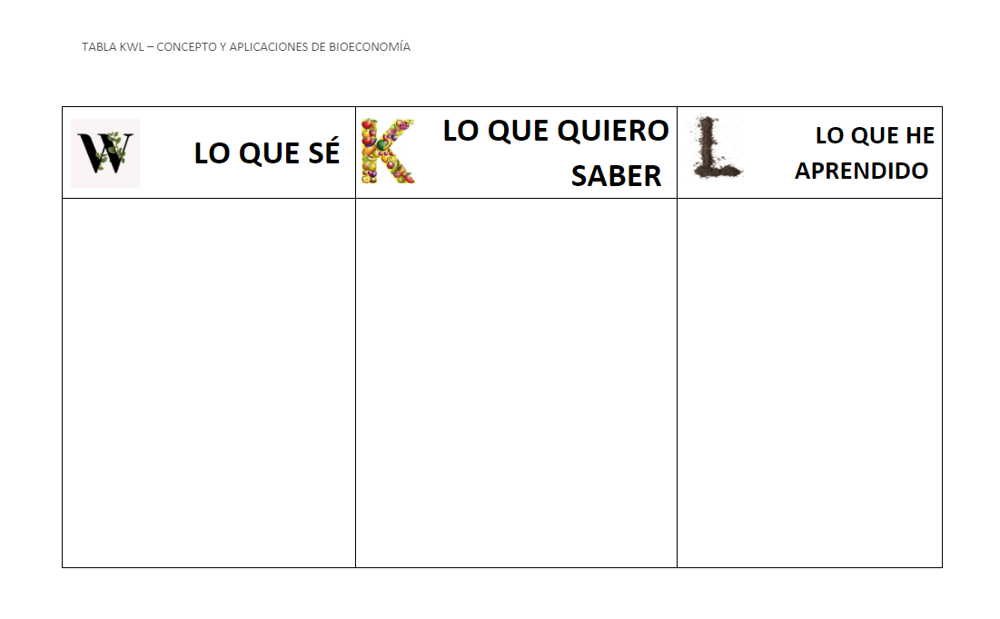 TABLA KWL – CONCEPTO Y APLICACIONES DE BIOECONOMÍA
W LO QUE SÉ
K LO QUE QUIERO
SABER
L LO QUE HE
APRENDIDO